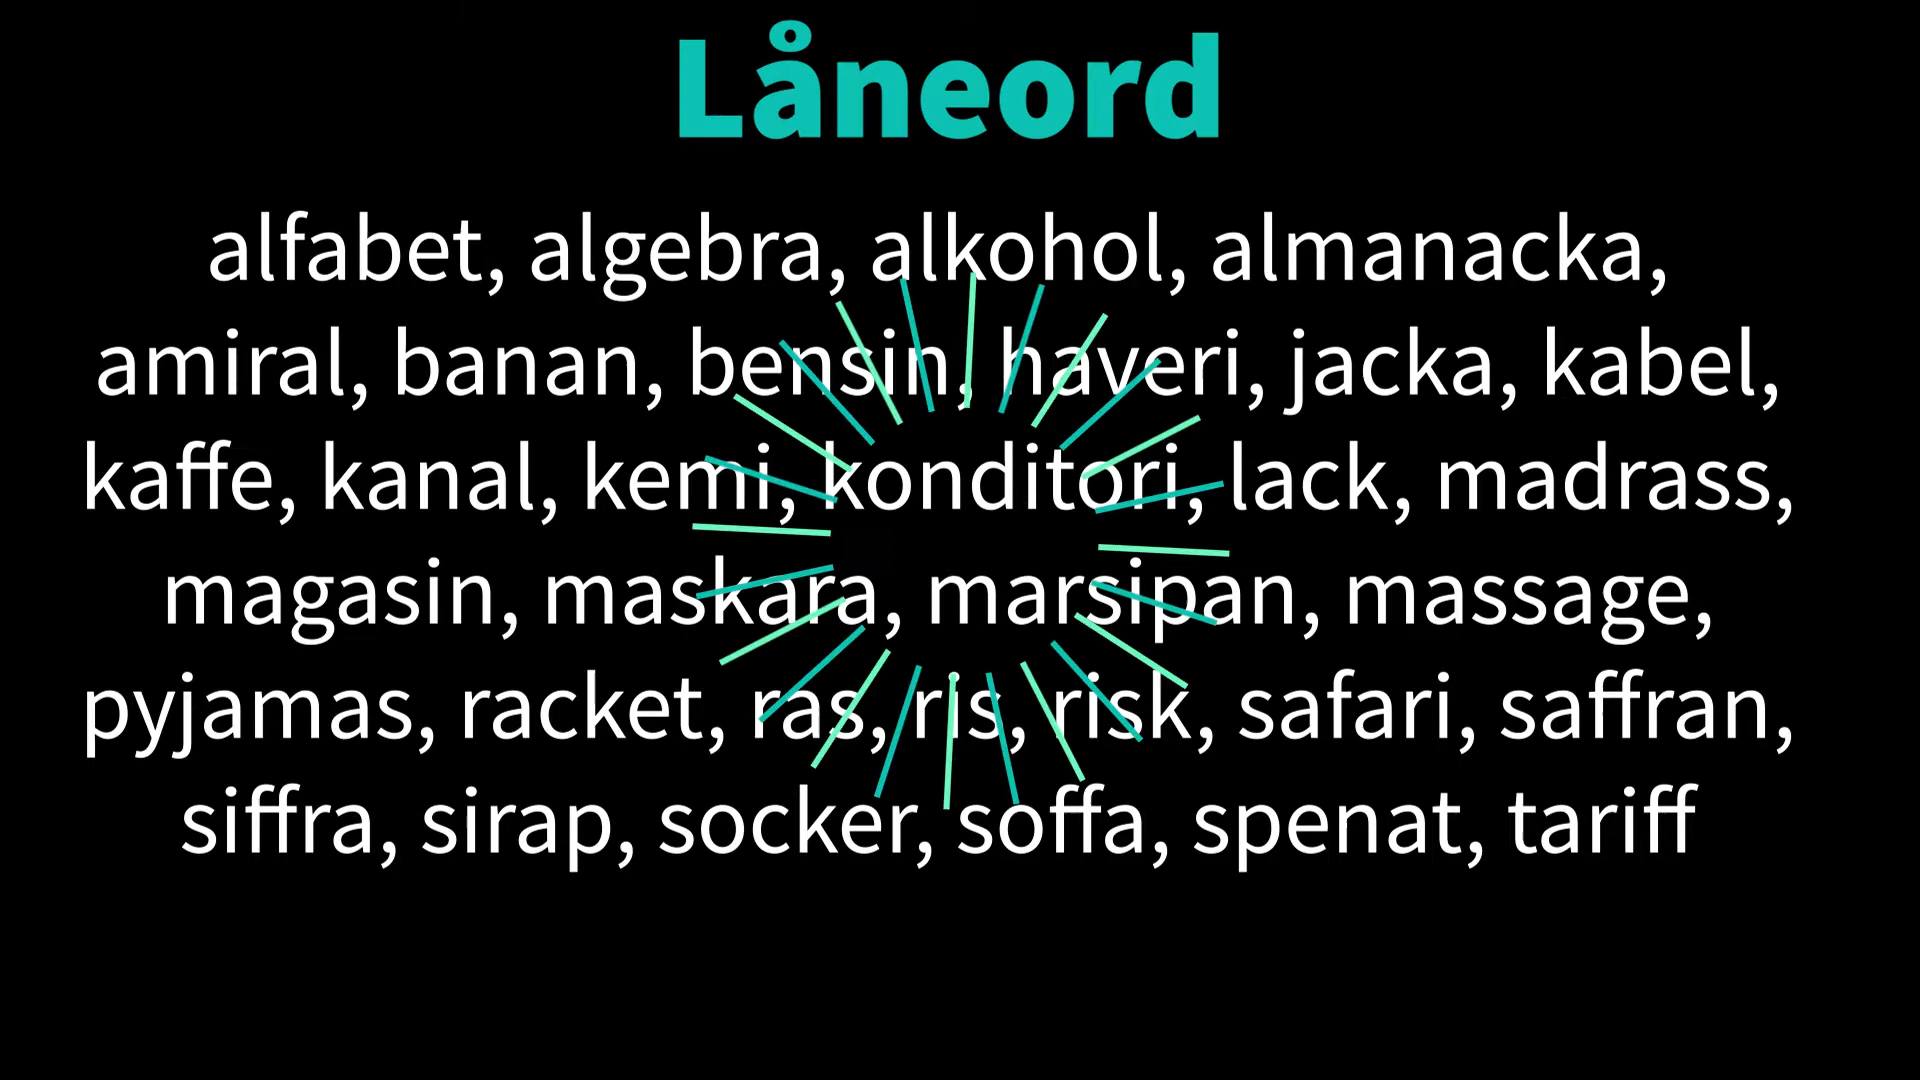 Låneord
alfabet, algebra, alkohol, almanacka,
amiral, banan, bensin, haveri, jacka, kabel,
kaffe, kanal, kemi, konditori, lack, madrass,
magasin, maskara, marsipan, massage,
pyjamas, racket, ras, ris, risk, safari, saffran,
siffra, sirap, socker, soffa, spenat, tariff